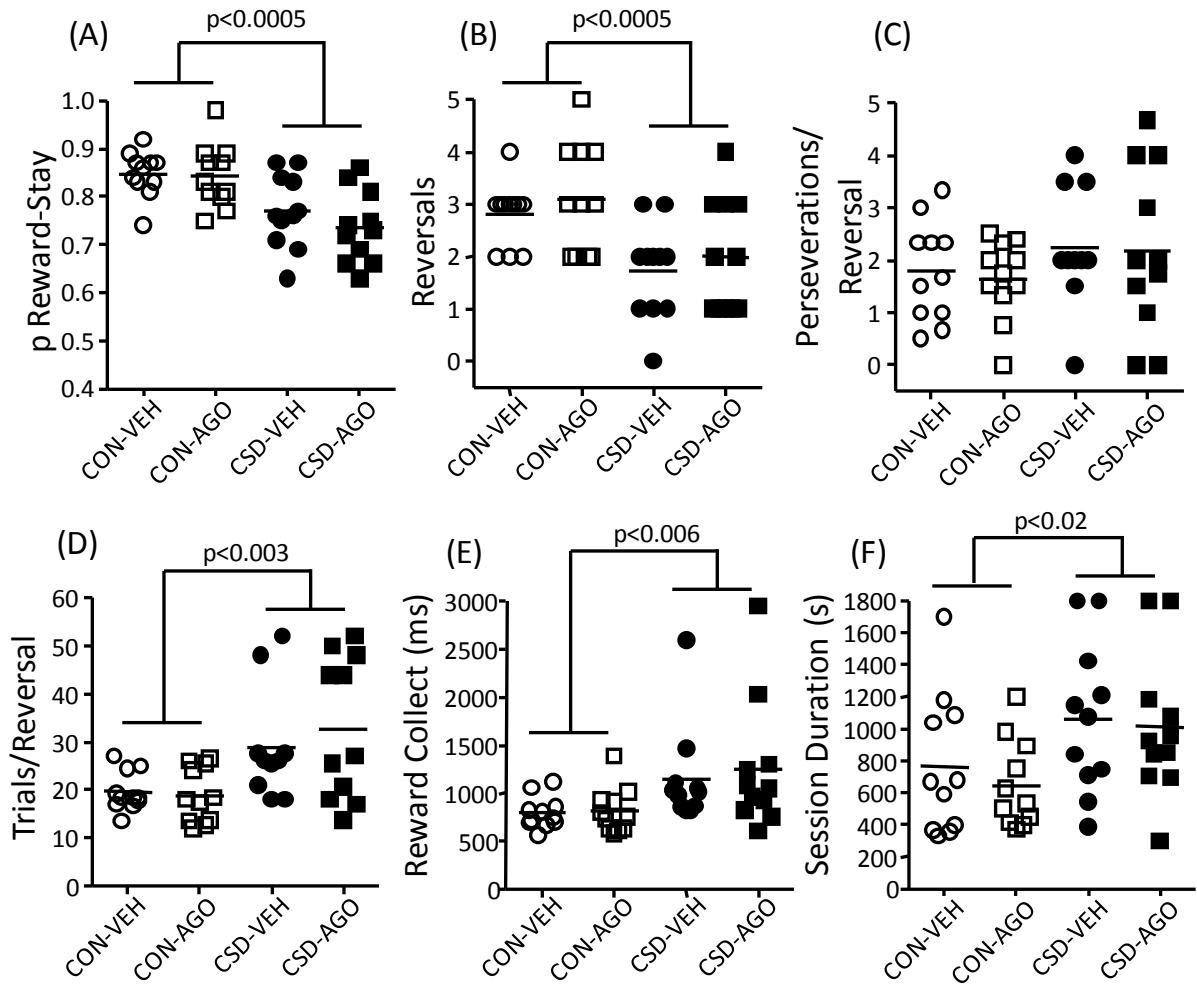 (A)
p<0.0005
p Reward-Stay
1.0
0.9
0.8
0.7
0.6
0.5
0.4
CON-VEH
CON-AGO
CSD-VEH
CSD-AGO
(B)
p<0.0005
Reversals
5
4
3
2
1
0
CON-VEH
CON-AGO
CSD-VEH
CSD-AGO
(C)
Perseverations/
Reversal
5
4
3
2
1
0
CON-VEH
CON-AGO
CSD-VEH
CSD-AGO
(D)
p<0.003
Trials/Reversal
60
50
40
30
20
10
0
CON-VEH
CON-AGO
CSD-VEH
CSD-AGO
(E)
p<0.006
Reward Collect (ms)
3000
2500
2000
1500
1000
500
0
CON-VEH
CON-AGO
CSD-VEH
CSD-AGO
(F)
p<0.02
Session Duration (s)
1800
1600
1400
1200
1000
800
600
400
200
0
CON-VEH
CON-AGO
CSD-VEH
CSD-AGO